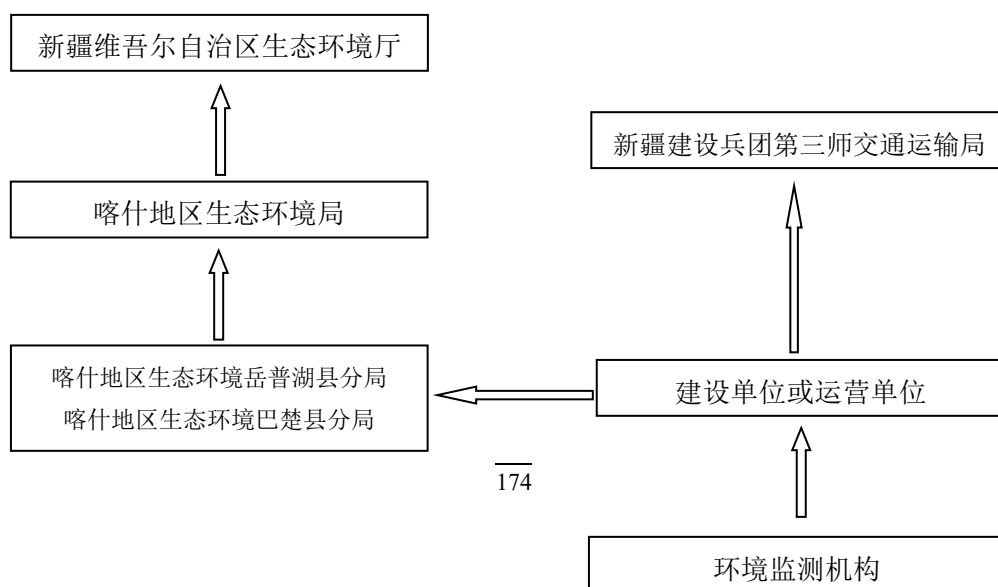 新疆维吾尔自治区生态环境厅
新疆建设兵团第三师交通运输局
喀什地区生态环境局
喀什地区生态环境岳普湖县分局
喀什地区生态环境巴楚县分局
建设单位或运营单位
174
环境监测机构